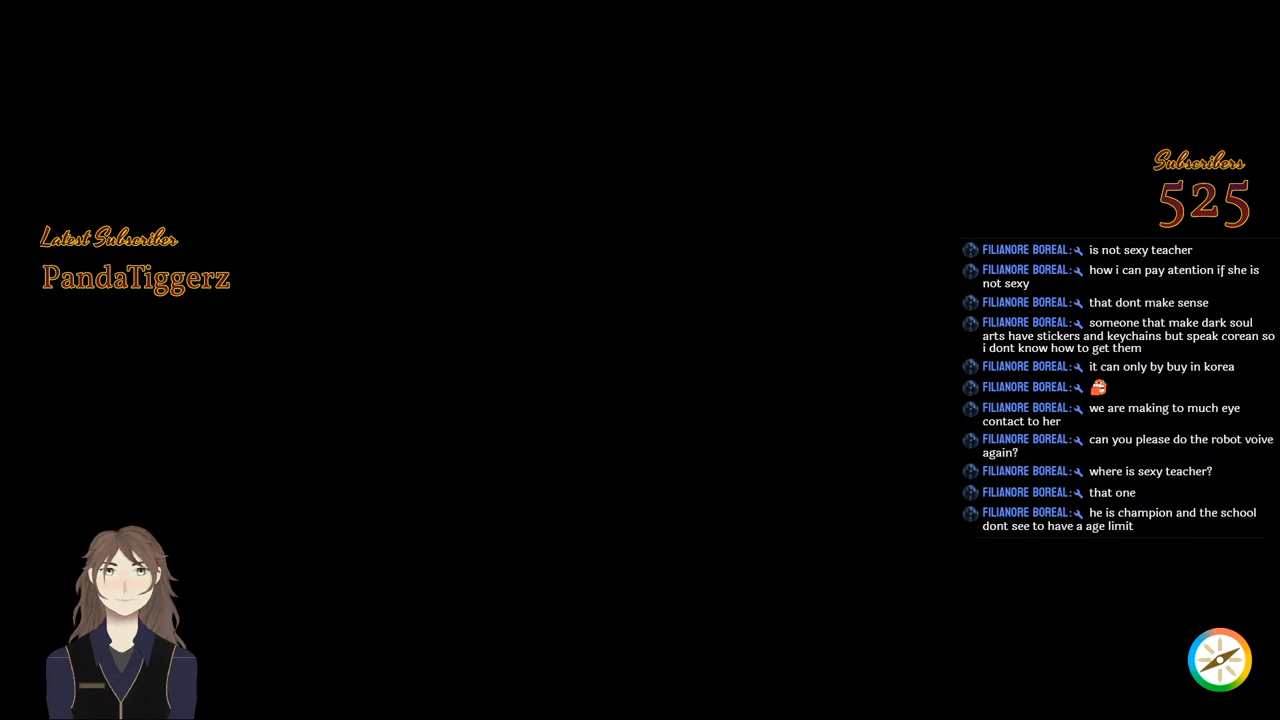 Subscribers
525
Latest Subscriber
PandaTiggerz
FILIANORE BOREAL: is not sexy teacher
FILIANORE BOREAL: how i can pay atention if she is
not sexy
FILIANORE BOREAL: that dont make sense
FILIANORE BOREAL: someone that make dark soul
arts have stickers and keychains but speak corean so
i dont know how to get them
FILIANORE BOREAL: it can only by buy in korea
FILIANORE BOREAL:
FILIANORE BOREAL: we are making to much eye
contact to her
FILIANORE BOREAL: can you please do the robot voive
again?
FILIANORE BOREAL: where is sexy teacher?
FILIANORE BOREAL: that one
FILIANORE BOREAL: he is champion and the school
dont see to have a age limit